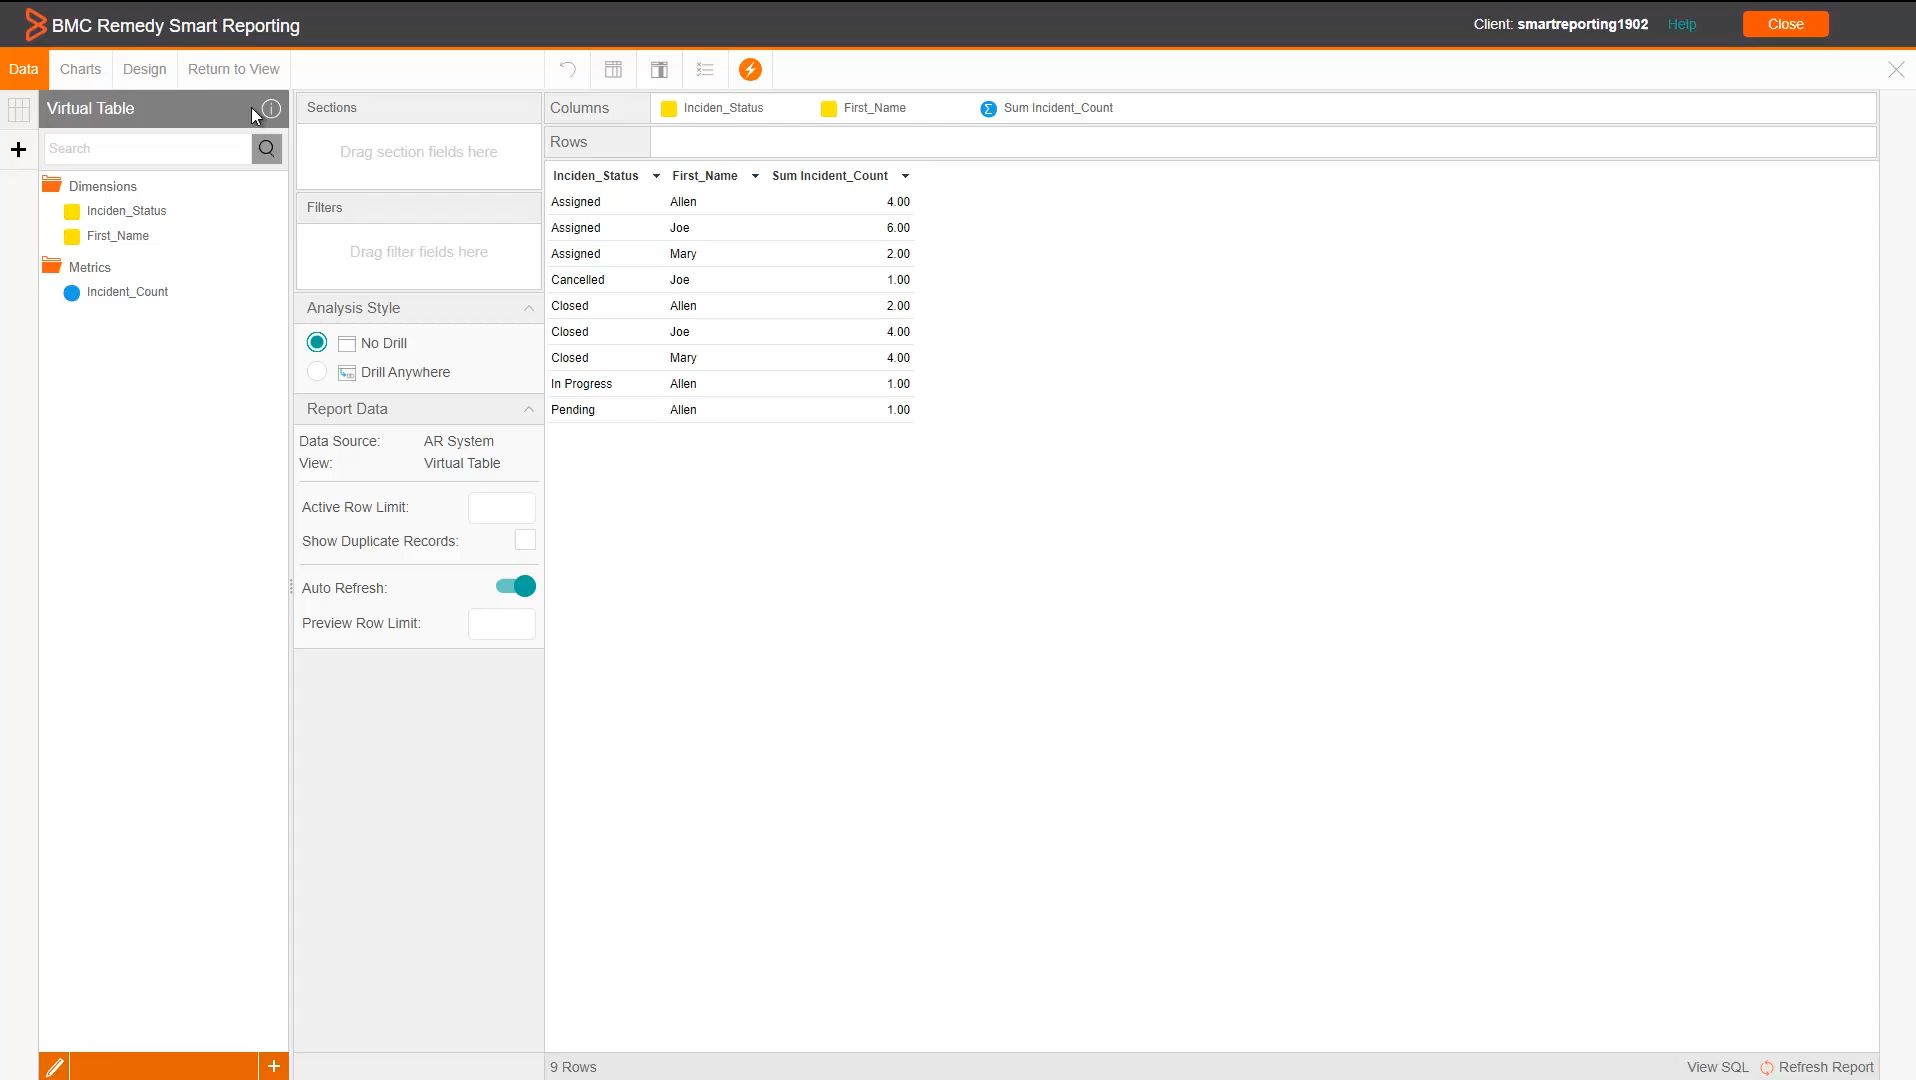 BMC Remedy Smart Reporting
Client: smartreporting1902 Help Close
Data Charts Design Return to View
Virtual Table
Search
Dimensions
Inciden_Status
First_Name
Metrics
Incident_Count
Sections
Drag section fields here
Filters
Drag filter fields here
Analysis Style
No Drill
Drill Anywhere
Report Data
Data Source: AR System
View: Virtual Table
Active Row Limit:
Show Duplicate Records:
Auto Refresh:
Preview Row Limit:
Columns Inciden_Status First_Name Σ Sum Incident_Count
Rows
Inciden_Status First_Name Sum Incident_Count
Assigned Allen 4.00
Assigned Joe 6.00
Assigned Mary 2.00
Cancelled Joe 1.00
Closed Allen 2.00
Closed Joe 4.00
Closed Mary 4.00
In Progress Allen 1.00
Pending Allen 1.00
9 Rows View SQL Refresh Report